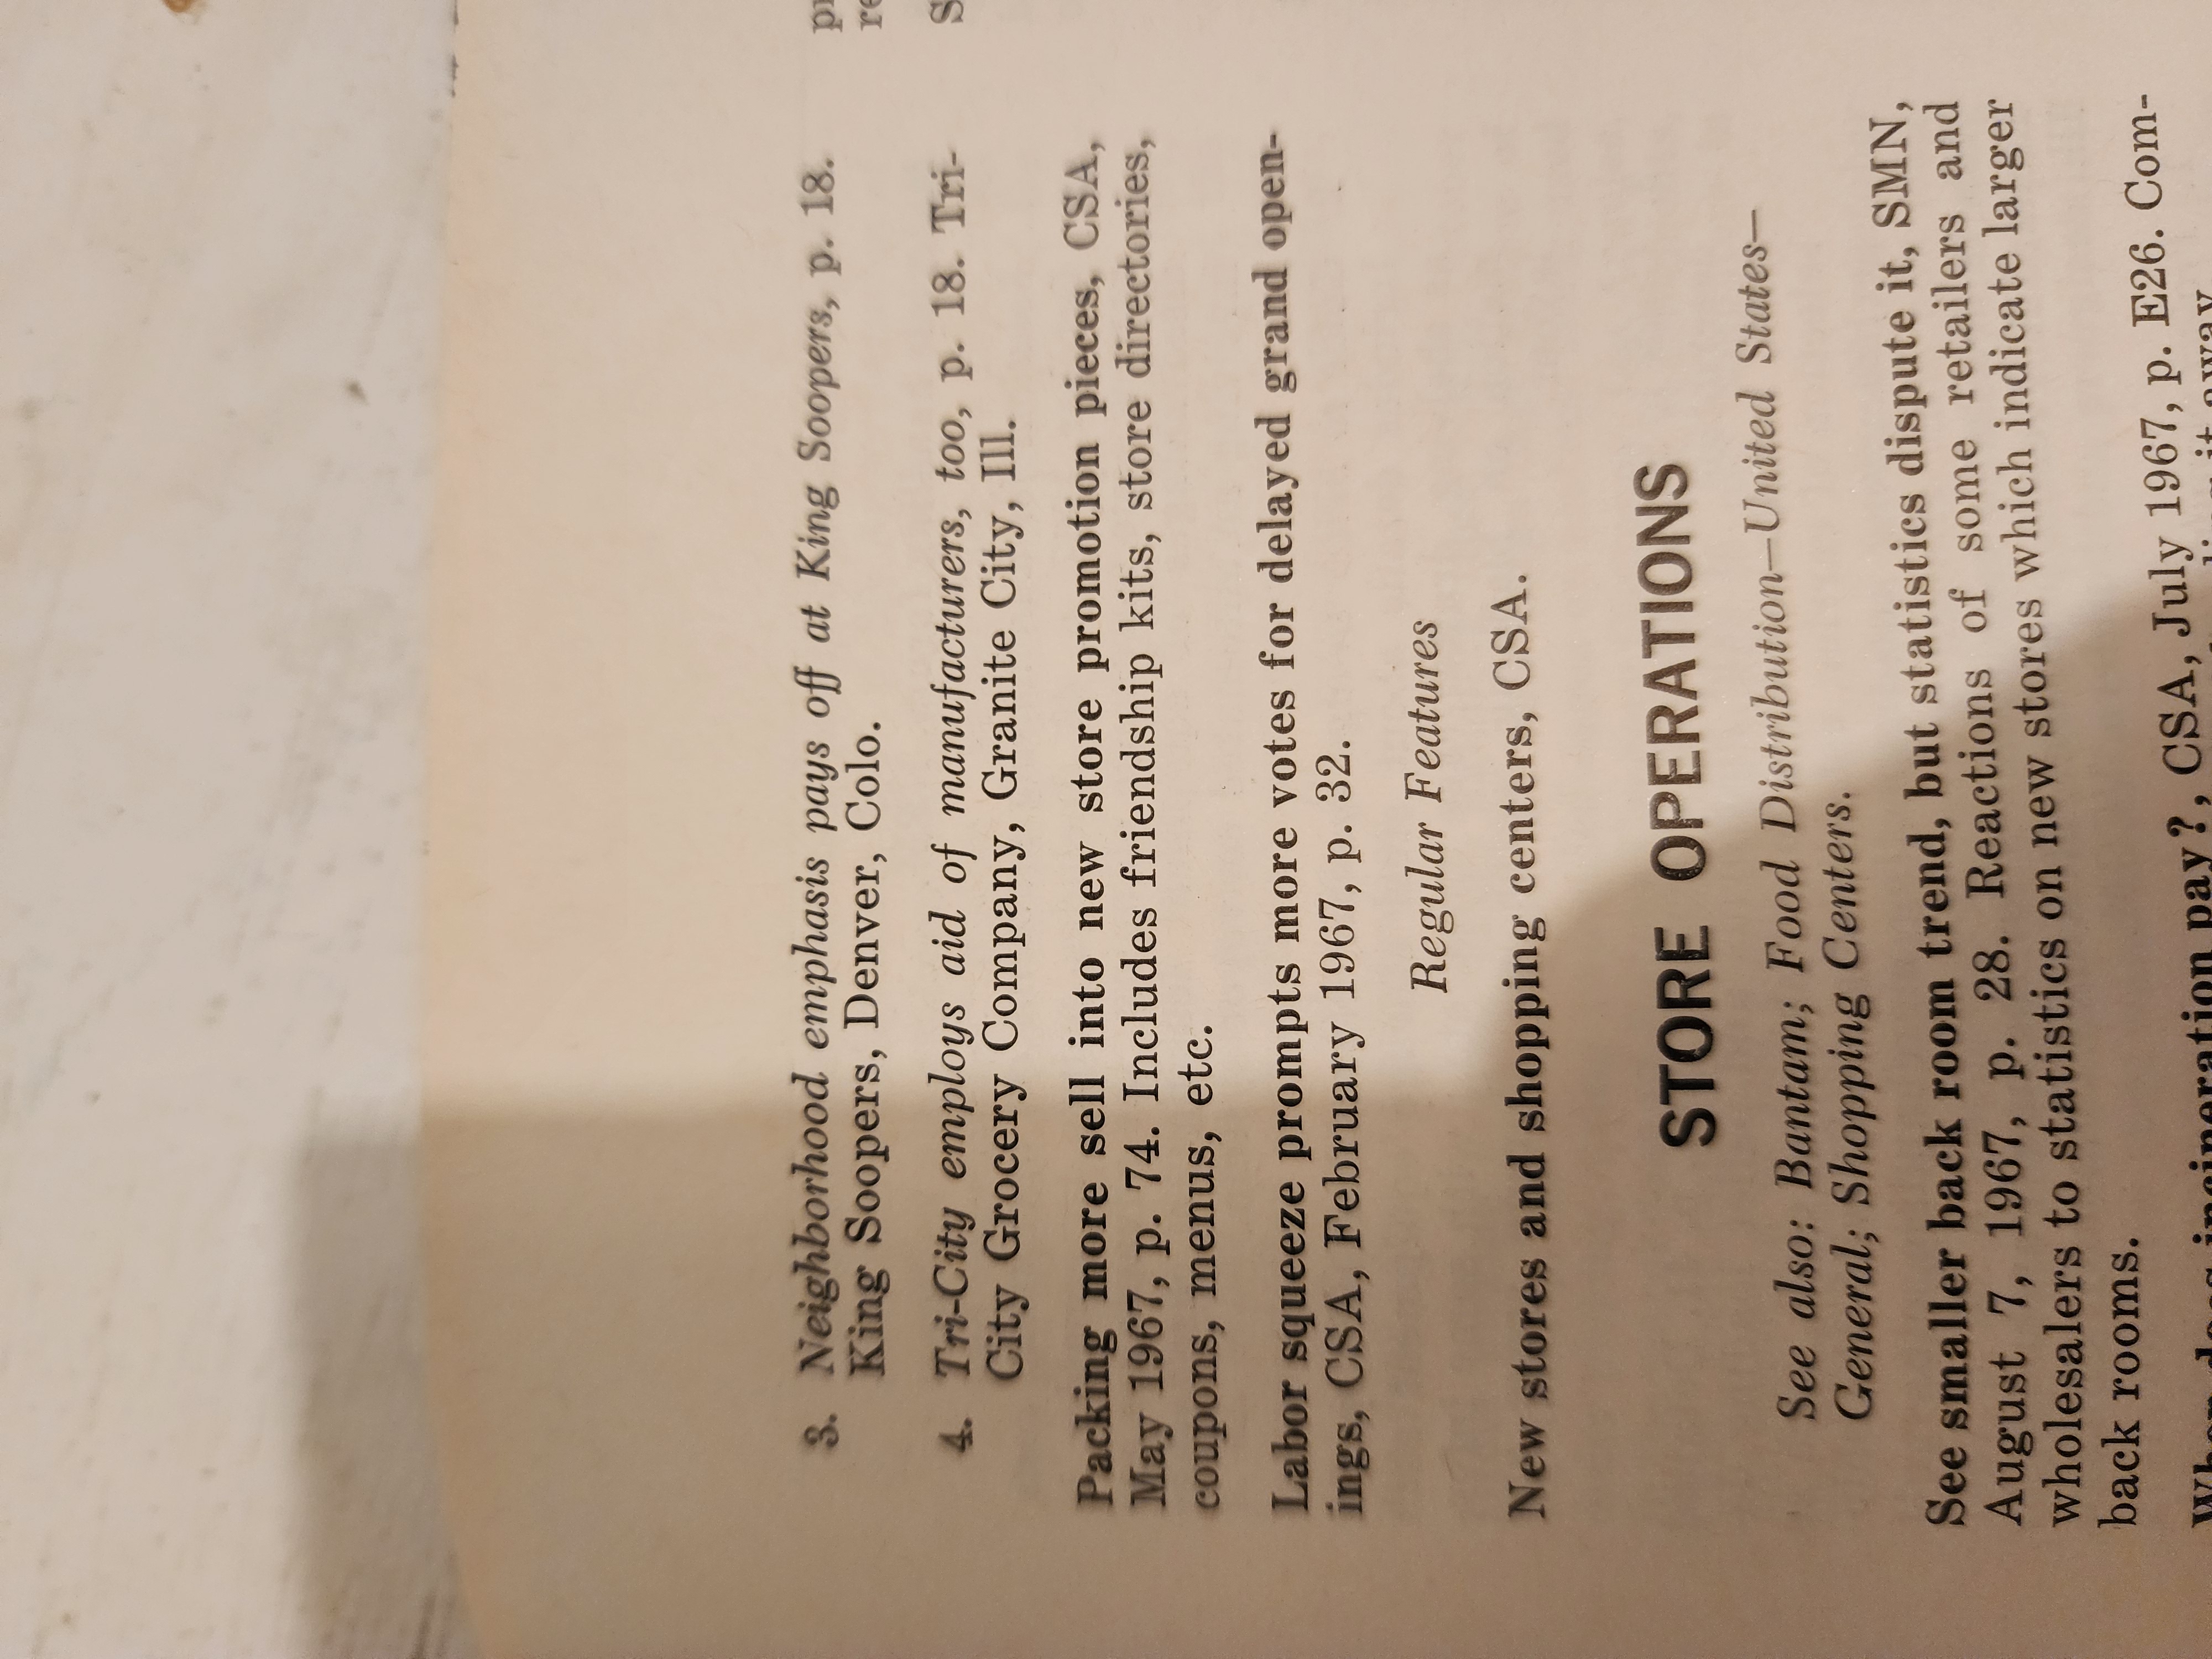 3. Neighborhood emphasis pays off at King Soopers, p. 18.
King Soopers, Denver, Colo.
4. Tri-City employs aid of manufacturers, too, p. 18. Tri-
City Grocery Company, Granite City, Ill.
Packing more sell into new store promotion pieces, CSA,
May 1967, p. 74. Includes friendship kits, store directories,
coupons, menus, etc.
Labor squeeze prompts more votes for delayed grand open-
ings, CSA, February 1967, p. 32.
Regular Features
New stores and shopping centers, CSA.
STORE OPERATIONS
See also: Bantam; Food Distribution—United States—
General; Shopping Centers.
See smaller back room trend, but statistics dispute it, SMN,
August 7, 1967, p. 28. Reactions of some retailers and
wholesalers to statistics on new stores which indicate larger
back rooms.
When does incineration pay?, CSA, July 1967, p. E26. Com-